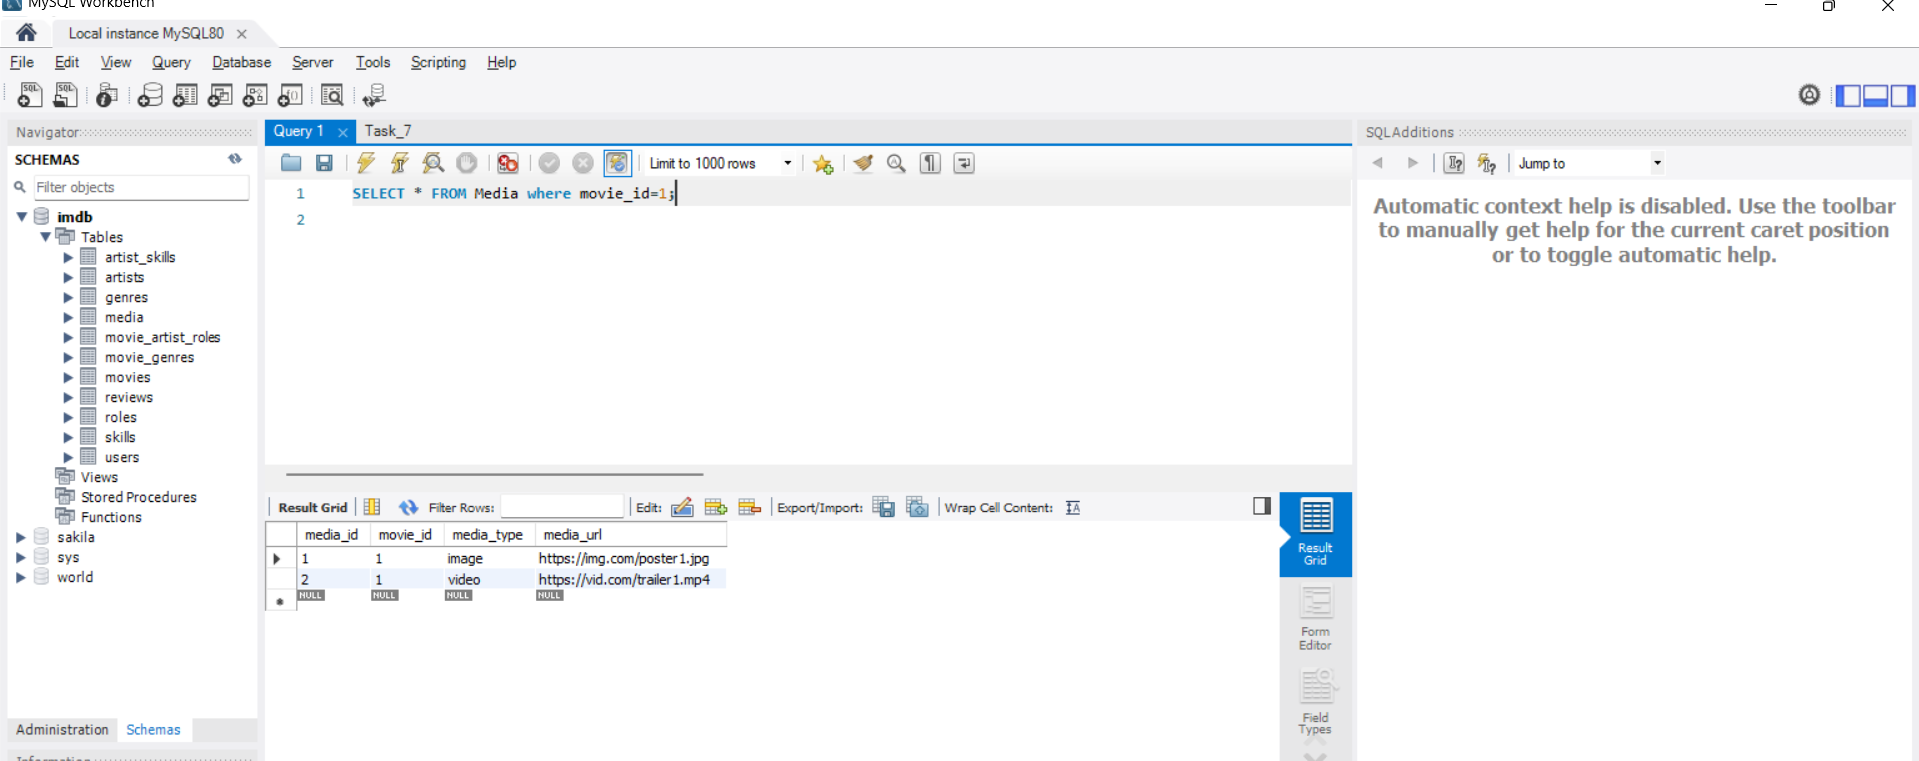 MySQL Workbench
Local instance MySQL80
File Edit View Query Database Server Tools Scripting Help
Navigator
SCHEMAS
Filter objects
imdb
Tables
artist_skills
artists
genres
media
movie_artist_roles
movie_genres
movies
reviews
roles
skills
users
Views
Stored Procedures
Functions
sakila
sys
world
Administration Schemas
Information
Query 1 Task_7
Limit to 1000 rows
1 SELECT * FROM Media where movie_id=1;
2
Result Grid Filter Rows: Edit: Export/Import: Wrap Cell Content:
media_id movie_id media_type media_url
1 1 image https://img.com/poster1.jpg
2 1 video https://vid.com/trailer1.mp4
NULL NULL NULL NULL
Result
Grid
Form
Editor
Field
Types
SQLAdditions
Jump to
Automatic context help is disabled. Use the toolbar
to manually get help for the current caret position
or to toggle automatic help.